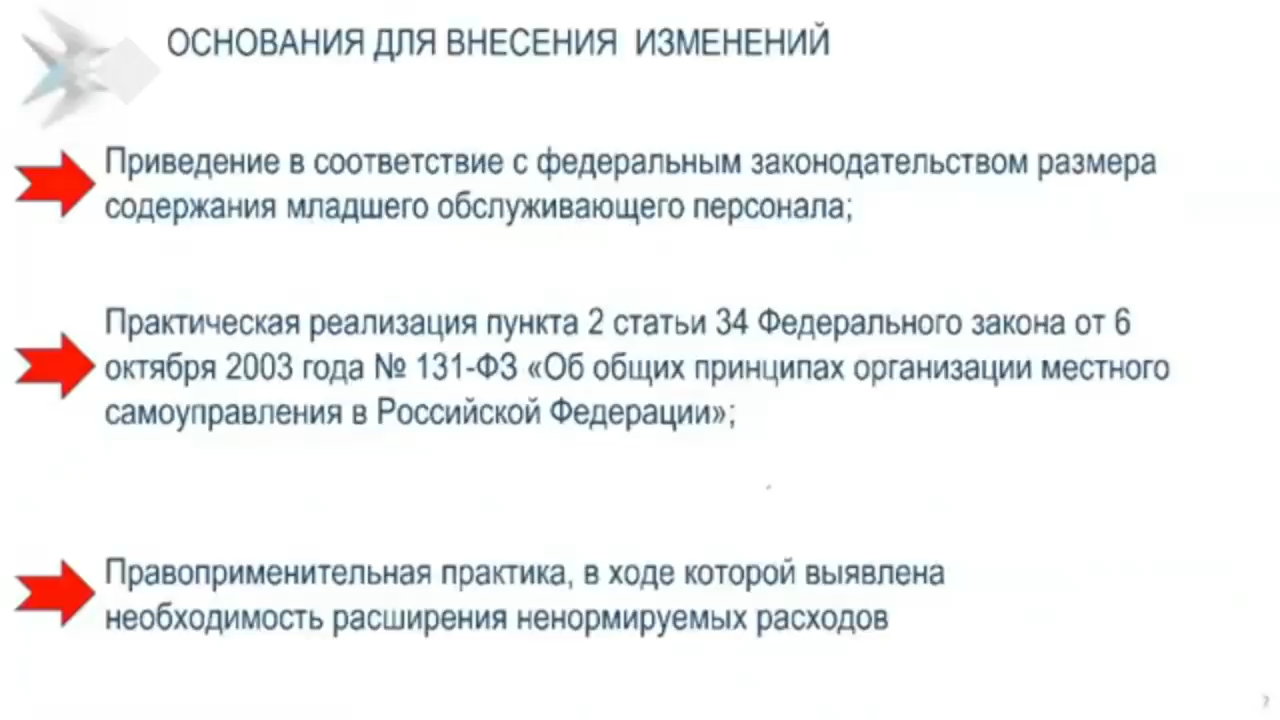 ОСНОВАНИЯ ДЛЯ ВНЕСЕНИЯ ИЗМЕНЕНИЙ
Приведение в соответствие с федеральным законодательством размера
содержания младшего обслуживающего персонала;
Практическая реализация пункта 2 статьи 34 Федерального закона от 6
октября 2003 года № 131-ФЗ «Об общих принципах организации местного
самоуправления в Российской Федерации»;
Правоприменительная практика, в ходе которой выявлена
необходимость расширения ненормируемых расходов